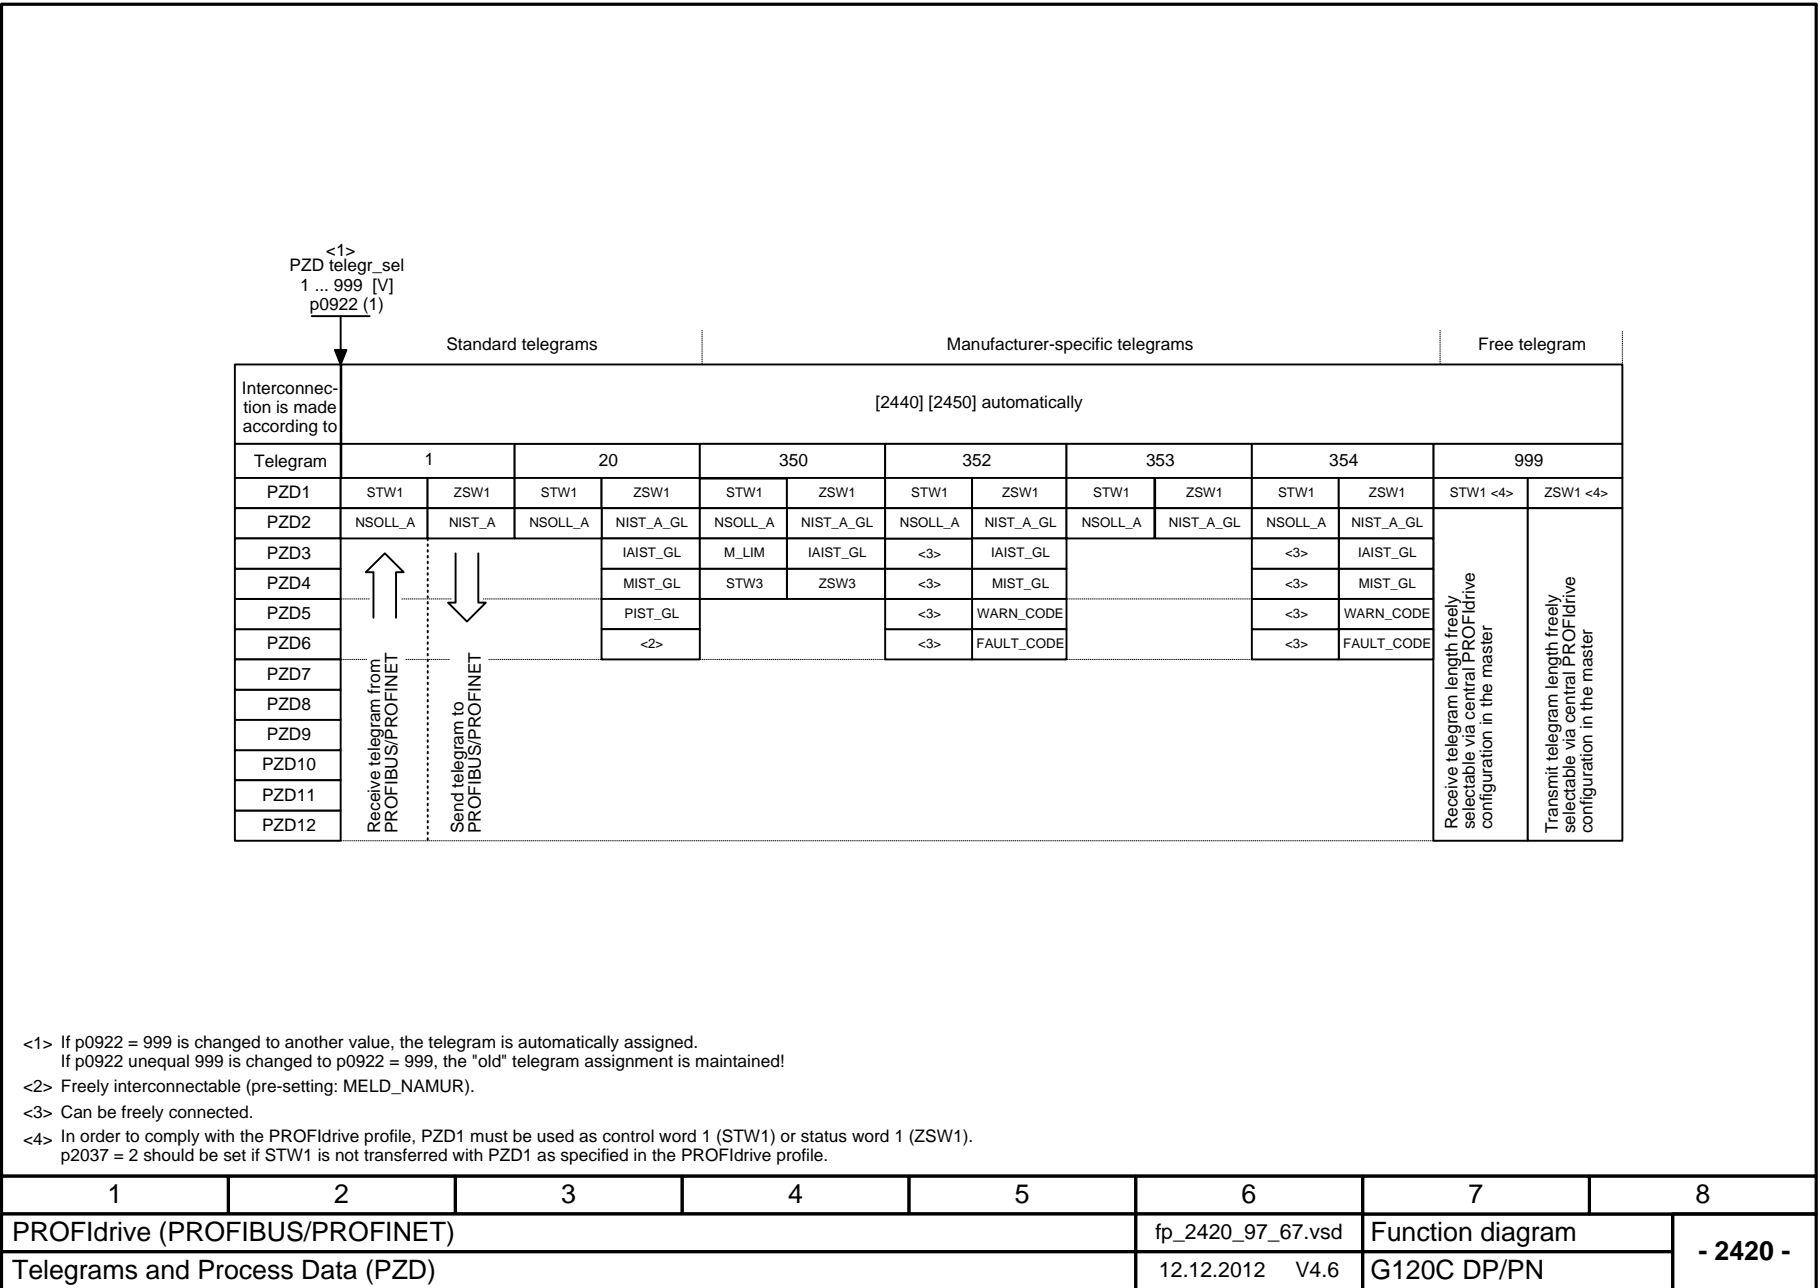 <1>
PZD telegr_sel
1 ... 999 [V]
p0922 (1)
Standard telegrams Manufacturer-specific telegrams Free telegram
Interconnec-
tion is made
according to
[2440] [2450] automatically
Telegram 1 20 350 352 353 354 999
PZD1 STW1 ZSW1 STW1 ZSW1 STW1 ZSW1 STW1 ZSW1 STW1 ZSW1 STW1 ZSW1 STW1 <4> ZSW1 <4>
PZD2 NSOLL_A NIST_A NSOLL_A NIST_A_GL NSOLL_A NIST_A_GL NSOLL_A NIST_A_GL NSOLL_A NIST_A_GL NSOLL_A NIST_A_GL
PZD3 IAIST_GL M_LIM IAIST_GL <3> IAIST_GL <3> IAIST_GL
PZD4 MIST_GL STW3 ZSW3 <3> MIST_GL <3> MIST_GL
PZD5 PIST_GL <3> WARN_CODE <3> WARN_CODE
PZD6 <2> <3> FAULT_CODE <3> FAULT_CODE
PZD7
PZD8
PZD9
PZD10
PZD11
PZD12
Receive telegram from
PROFIBUS/PROFINET
Send telegram to
PROFIBUS/PROFINET
Receive telegram length freely
selectable via central PROFIdrive
configuration in the master
Transmit telegram length freely
selectable via central PROFIdrive
configuration in the master
<1> If p0922 = 999 is changed to another value, the telegram is automatically assigned.
If p0922 unequal 999 is changed to p0922 = 999, the "old" telegram assignment is maintained!
<2> Freely interconnectable (pre-setting: MELD_NAMUR).
<3> Can be freely connected.
<4> In order to comply with the PROFIdrive profile, PZD1 must be used as control word 1 (STW1) or status word 1 (ZSW1).
p2037 = 2 should be set if STW1 is not transferred with PZD1 as specified in the PROFIdrive profile.
1 2 3 4 5 6 7 8
PROFIdrive (PROFIBUS/PROFINET) fp_2420_97_67.vsd Function diagram
- 2420 -
Telegrams and Process Data (PZD) 12.12.2012 V4.6 G120C DP/PN